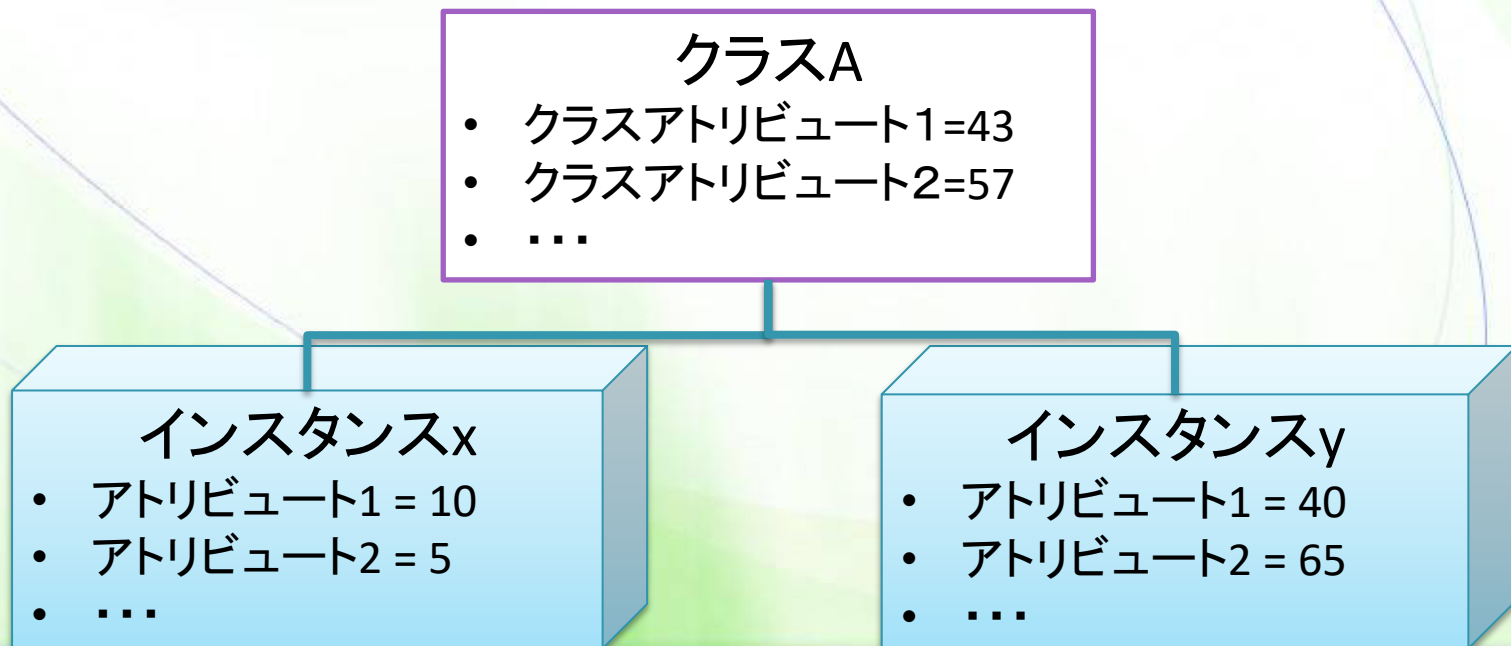 クラスA
• クラスアトリビュート１=43
• クラスアトリビュート２=57
• ・・・
インスタンスx
• アトリビュート1 = 10
• アトリビュート2 = 5
• ・・・
インスタンスy
• アトリビュート1 = 40
• アトリビュート2 = 65
• ・・・